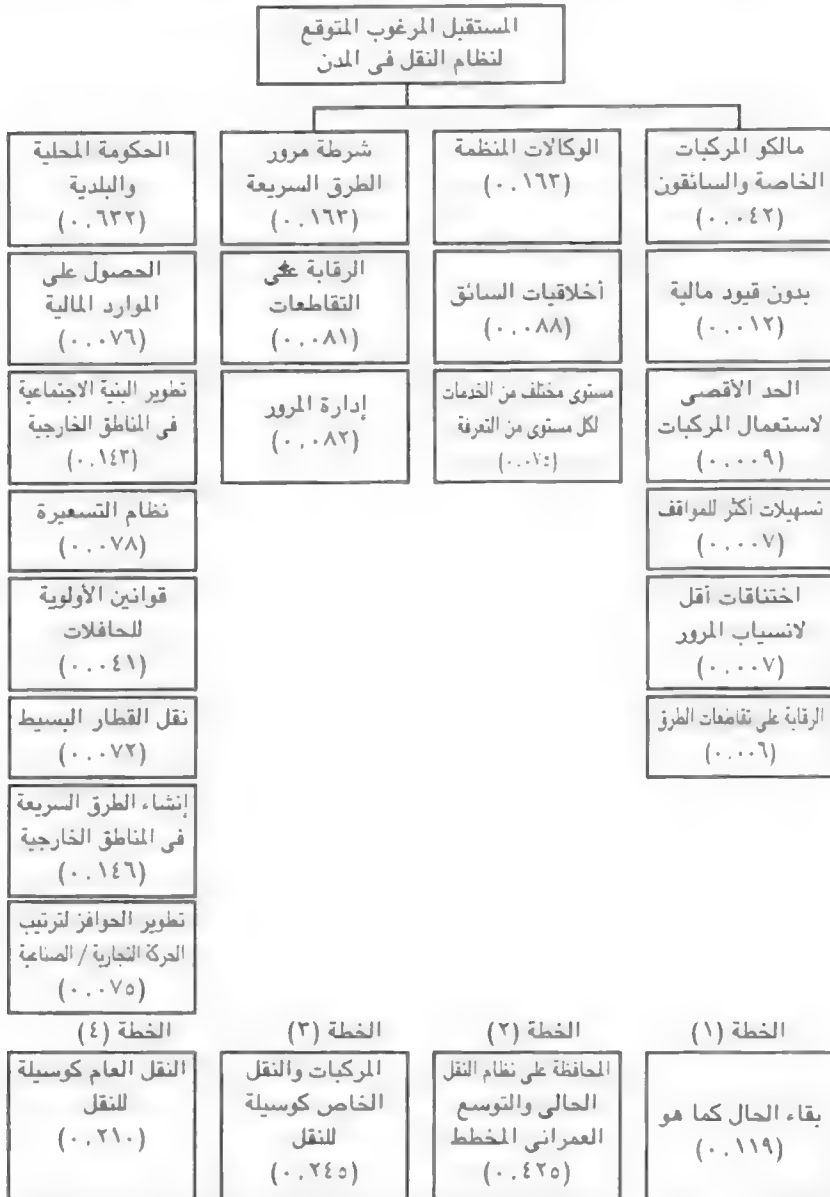 المستقبل المرغوب المتوقع
لنظام النقل فى المدن
مالكو المركبات
الخاصة والسائقون
(٠.٠٤٢)
بدون قيود مالية
(٠.٠١٢)
الحد الأقصى
لاستعمال المركبات
(٠.٠٠٩)
تسهيلات أكثر للمواقف
(٠.٠٠٧)
اختناقات أقل
لانسياب المرور
(٠.٠٠٧)
الرقابة على تقاطعات الطرق
(٠.٠٠٦)
الوكالات المنظمة
(٠.١٦٣)
أخلاقيات السائق
(٠.٠٨٨)
مستوى مختلف من الخدمات
لكل مستوى من التعرفة
(٠.٠٧٥)
شرطة مرور
الطرق السريعة
(٠.١٦٣)
الرقابة على
التقاطعات
(٠.٠٨١)
إدارة المرور
(٠.٠٨٢)
الحكومة المحلية
والبلدية
(٠.٦٣٢)
الحصول على
الموارد المالية
(٠.٠٧٦)
تطوير البنية الاجتماعية
فى المناطق الخارجية
(٠.١٤٣)
نظام التسعيرة
(٠.٠٧٨)
قوانين الأولوية
للحافلات
(٠.٠٤١)
نقل القطار البسيط
(٠.٠٧٢)
إنشاء الطرق السريعة
فى المناطق الخارجية
(٠.١٤٦)
تطوير الحوافز لترتيب
الحركة التجارية / الصناعية
(٠.٠٧٥)
الخطة (١)
بقاء الحال كما هو
(٠.١١٩)
الخطة (٢)
المحافظة على نظام النقل
الحالى والتوسع
العمرانى المخطط
(٠.٤٢٥)
الخطة (٣)
المركبات والنقل
الخاص كوسيلة
للنقل
(٠.٢٤٥)
الخطة (٤)
النقل العام كوسيلة
للنقل
(٠.٢١٠)